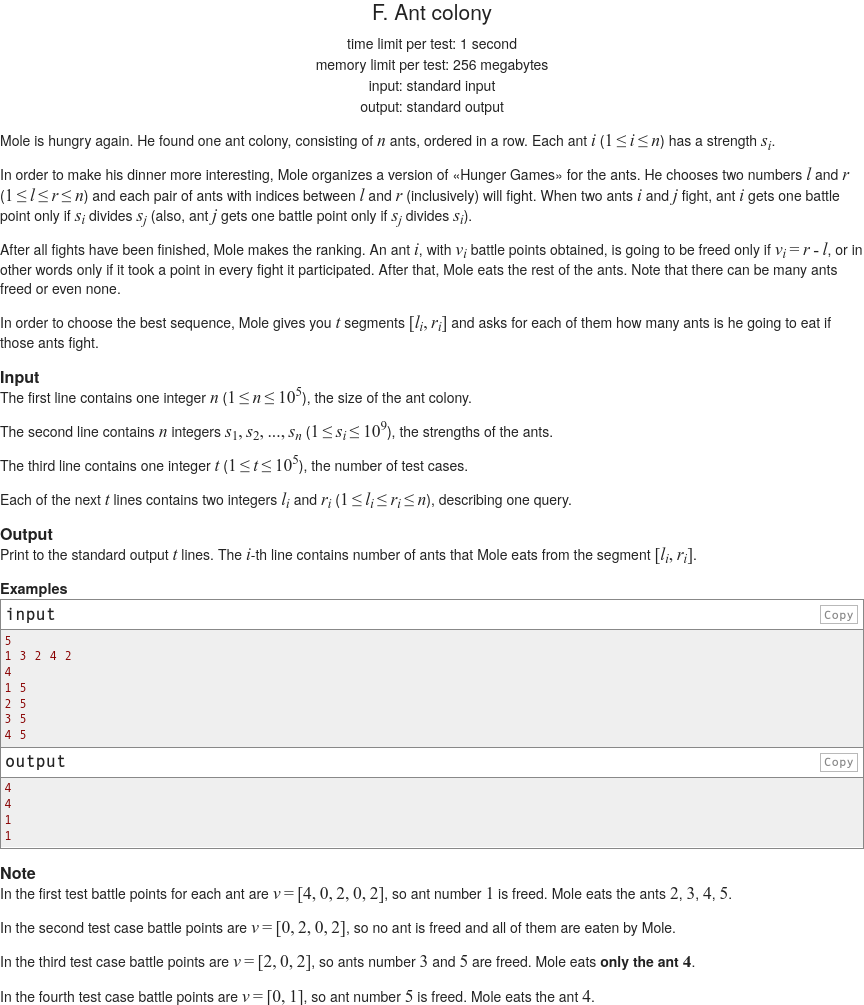 F. Ant colony
time limit per test: 1 second
memory limit per test: 256 megabytes
input: standard input
output: standard output
Mole is hungry again. He found one ant colony, consisting of n ants, ordered in a row. Each ant i (1 ≤ i ≤ n) has a strength s_i.
In order to make his dinner more interesting, Mole organizes a version of «Hunger Games» for the ants. He chooses two numbers l and r
(1 ≤ l ≤ r ≤ n) and each pair of ants with indices between l and r (inclusively) will fight. When two ants i and j fight, ant i gets one battle
point only if s_i divides s_j (also, ant j gets one battle point only if s_j divides s_i).
After all fights have been finished, Mole makes the ranking. An ant i, with v_i battle points obtained, is going to be freed only if v_i = r - l, or in
other words only if it took a point in every fight it participated. After that, Mole eats the rest of the ants. Note that there can be many ants
freed or even none.
In order to choose the best sequence, Mole gives you t segments [l_i, r_i] and asks for each of them how many ants is he going to eat if
those ants fight.
Input
The first line contains one integer n (1 ≤ n ≤ 10^5), the size of the ant colony.
The second line contains n integers s_1, s_2, ..., s_n (1 ≤ s_i ≤ 10^9), the strengths of the ants.
The third line contains one integer t (1 ≤ t ≤ 10^5), the number of test cases.
Each of the next t lines contains two integers l_i and r_i (1 ≤ l_i ≤ r_i ≤ n), describing one query.
Output
Print to the standard output t lines. The i-th line contains number of ants that Mole eats from the segment [l_i, r_i].
Examples
input Copy
5
1 3 2 4 2
4
1 5
2 5
3 5
4 5
output Copy
4
4
1
1
Note
In the first test battle points for each ant are v = [4, 0, 2, 0, 2], so ant number 1 is freed. Mole eats the ants 2, 3, 4, 5.
In the second test case battle points are v = [0, 2, 0, 2], so no ant is freed and all of them are eaten by Mole.
In the third test case battle points are v = [2, 0, 2], so ants number 3 and 5 are freed. Mole eats only the ant 4.
In the fourth test case battle points are v = [0, 1], so ant number 5 is freed. Mole eats the ant 4.